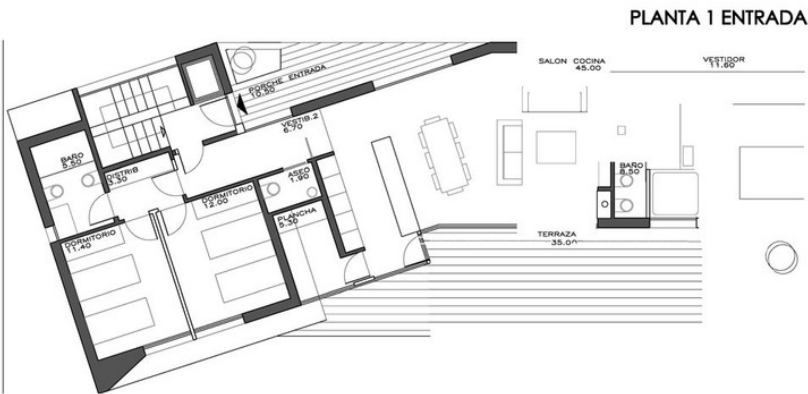 PLANTA 1 ENTRADA
SALON COCINA
45.00
VESTIDOR
11.60
PORCHE ENTRADA
10.50
VESTIB.2
6.70
BAÑO
5.50
DISTRIB
3.30
ASEO
1.90
BAÑO
8.50
DORMITORIO
12.00
PLANCHA
5.30
DORMITORIO
11.40
TERRAZA
35.00